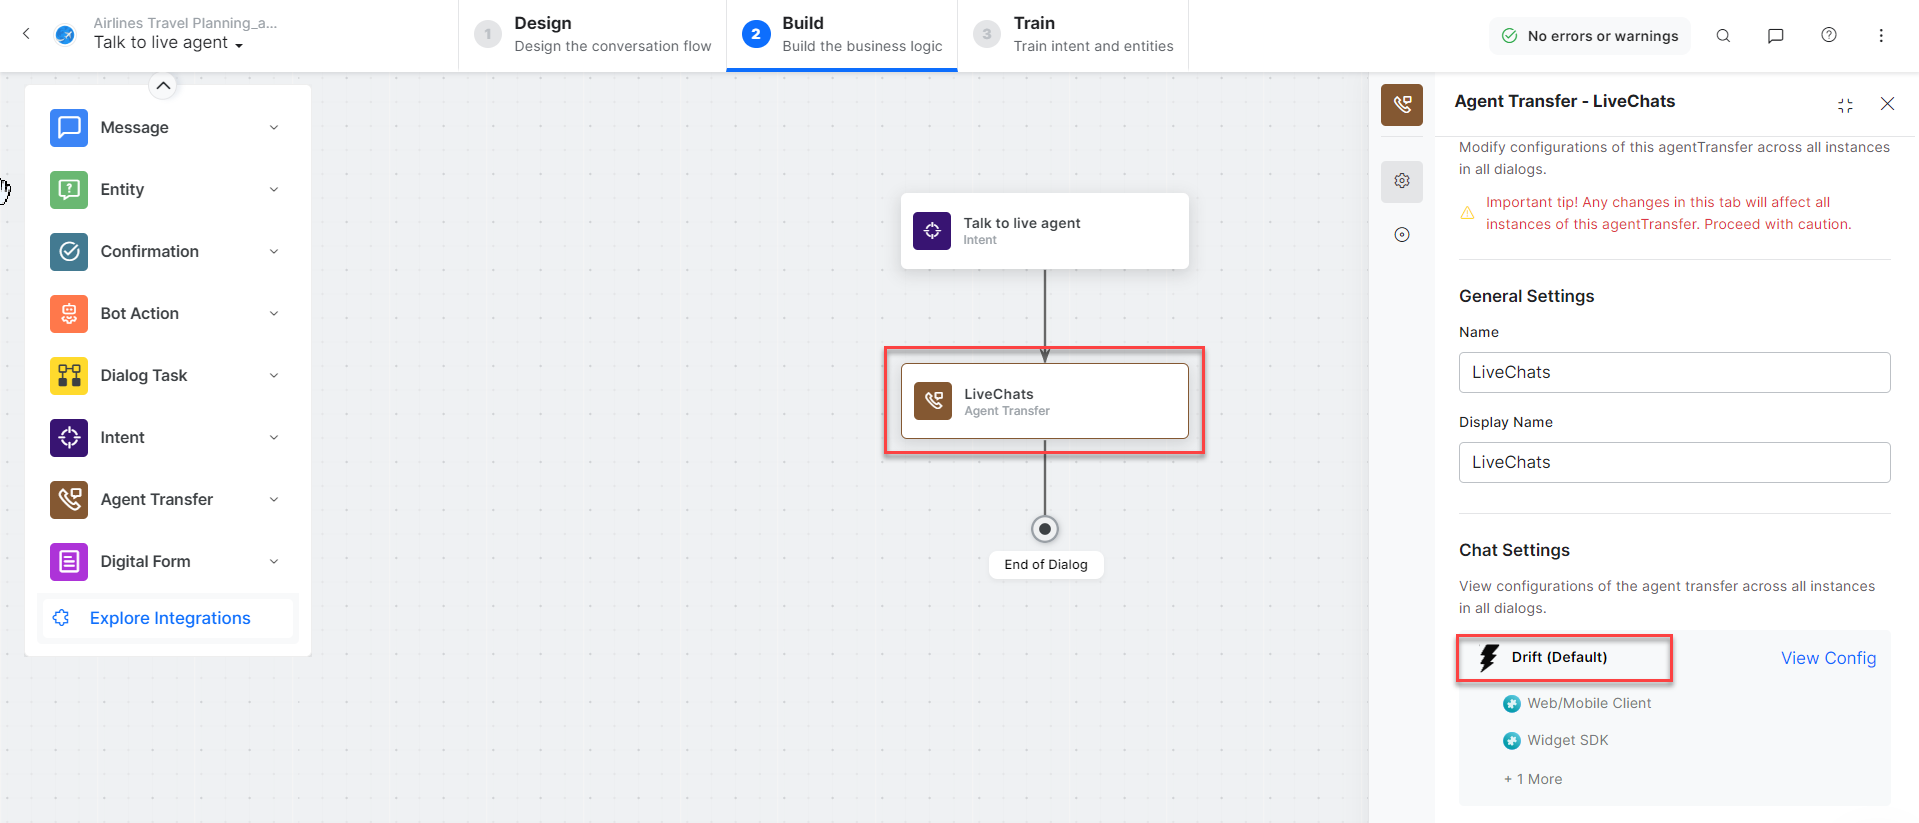 Airlines Travel Planning_a...
Talk to live agent
1
Design
Design the conversation flow
2
Build
Build the business logic
3
Train
Train intent and entities
No errors or warnings
Message
Entity
Confirmation
Bot Action
Dialog Task
Intent
Agent Transfer
Digital Form
Explore Integrations
Talk to live agent
Intent
LiveChats
Agent Transfer
End of Dialog
Agent Transfer - LiveChats
Modify configurations of this agentTransfer across all instances
in all dialogs.
Important tip! Any changes in this tab will affect all
instances of this agentTransfer. Proceed with caution.
General Settings
Name
LiveChats
Display Name
LiveChats
Chat Settings
View configurations of the agent transfer across all instances
in all dialogs.
Drift (Default)
View Config
Web/Mobile Client
Widget SDK
+ 1 More